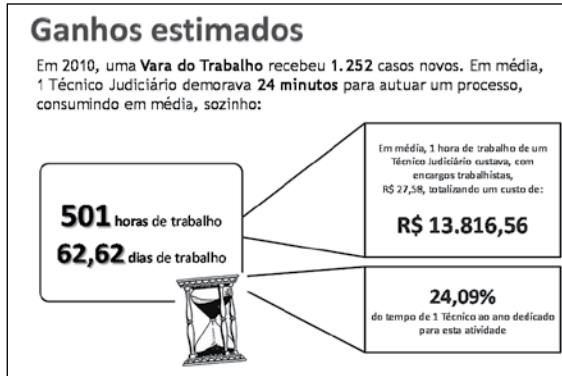 Ganhos estimados
Em 2010, uma Vara do Trabalho recebeu 1.252 casos novos. Em média,
1 Técnico Judiciário demorava 24 minutos para autuar um processo,
consumindo em média, sozinho:
501 horas de trabalho
62,62 dias de trabalho
Em média, 1 hora de trabalho de um
Técnico Judiciário custava, com
encargos trabalhistas,
R$ 27,58, totalizando um custo de:
R$ 13.816,56
24,09%
do tempo de 1 Técnico ao ano dedicado
para esta atividade